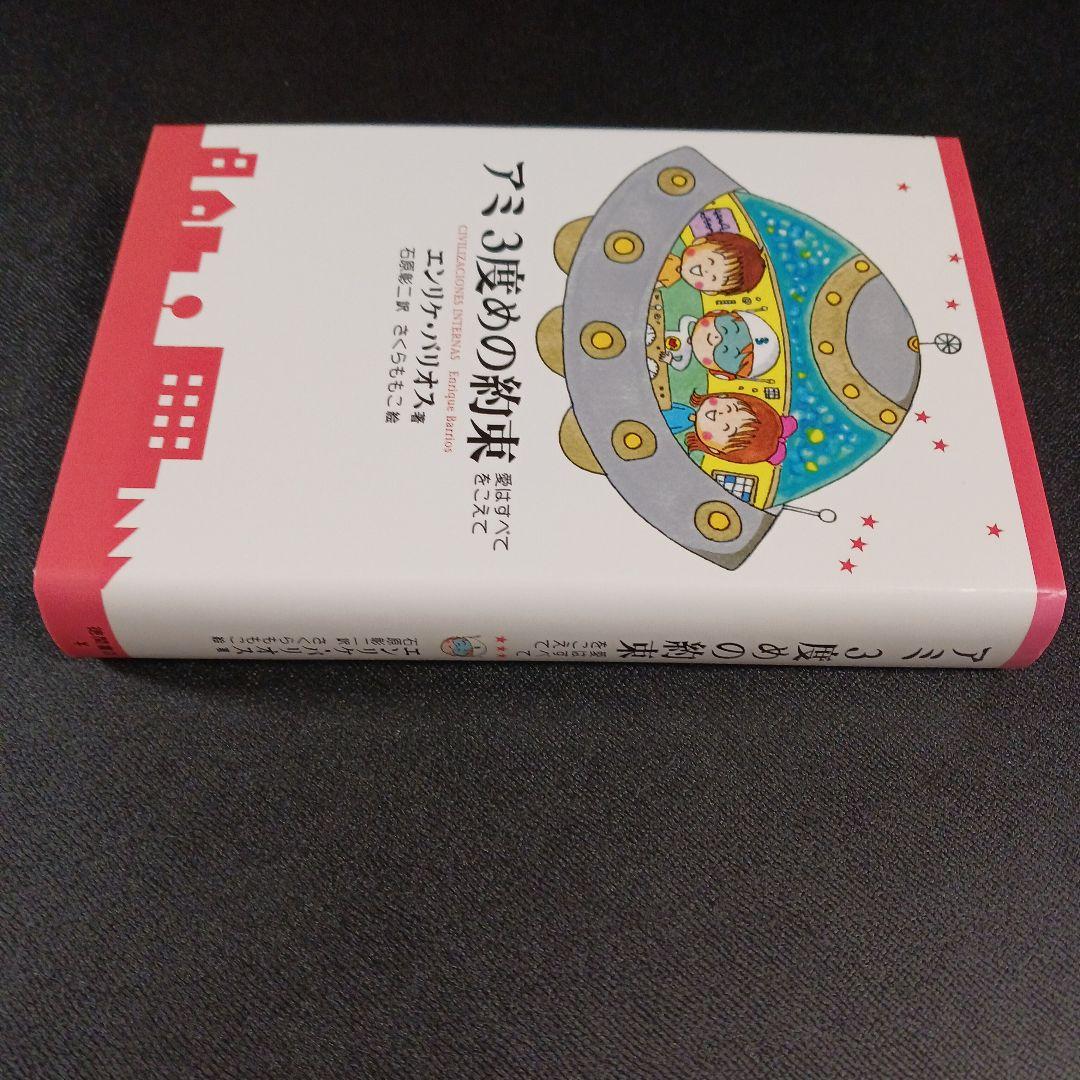 アミ 3度めの約束
愛はすべて
をこえて
CIVILIZACIONES INTERNAS Enrique Barrios
エンリケ・バリオス 著
石原彰二 訳 さくらももこ 絵
アミ 3度めの約束
愛はすべて
をこえて
エンリケ・バリオス 著
石原彰二 訳 さくらももこ 絵